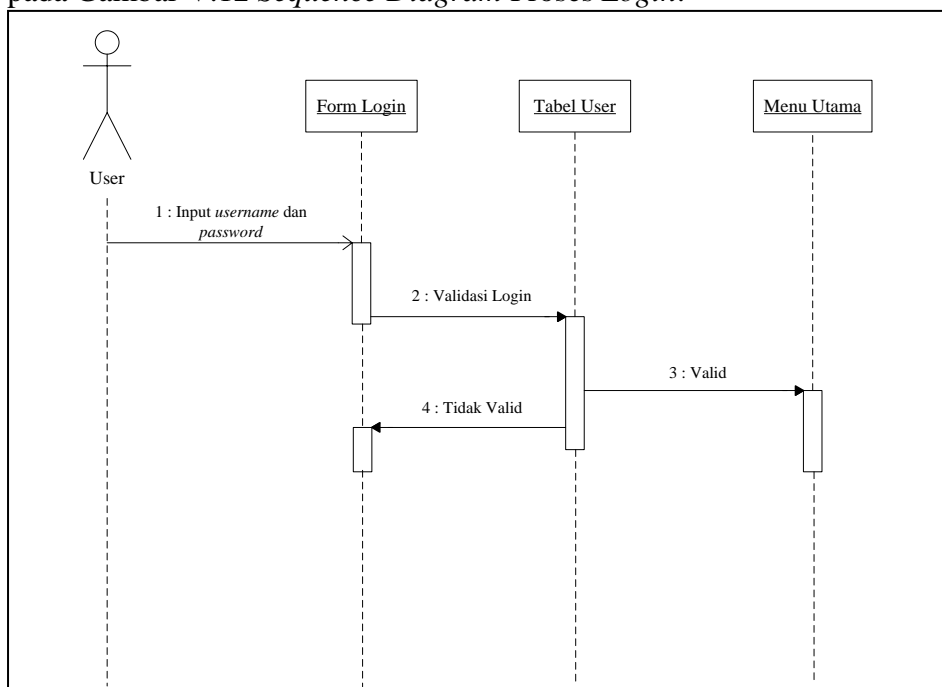 pada Gambar V.12 Sequence Diagram Proses Login.
Form Login
Tabel User
Menu Utama
User
1 : Input username dan
password
2 : Validasi Login
3 : Valid
4 : Tidak Valid